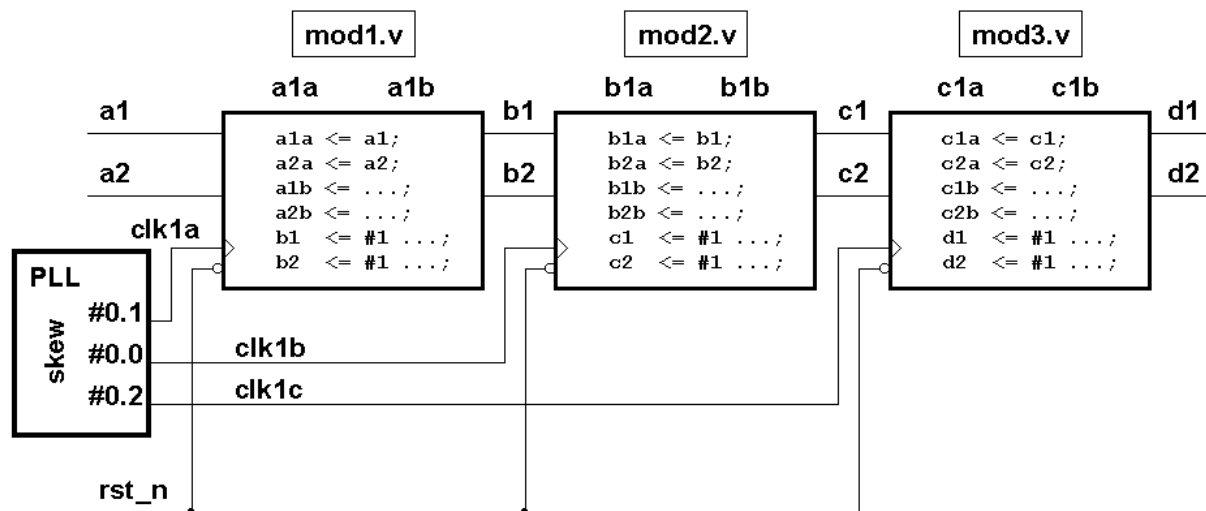 mod1.v mod2.v mod3.v
a1a a1b b1a b1b c1a c1b
a1 b1 c1 d1
a2 b2 c2 d2
a1a <= a1;
a2a <= a2;
a1b <= ...;
a2b <= ...;
b1 <= #1 ...;
b2 <= #1 ...;
b1a <= b1;
b2a <= b2;
b1b <= ...;
b2b <= ...;
c1 <= #1 ...;
c2 <= #1 ...;
c1a <= c1;
c2a <= c2;
c1b <= ...;
c2b <= ...;
d1 <= #1 ...;
d2 <= #1 ...;
clk1a
PLL
skew
#0.1
#0.0
#0.2
clk1b
clk1c
rst_n